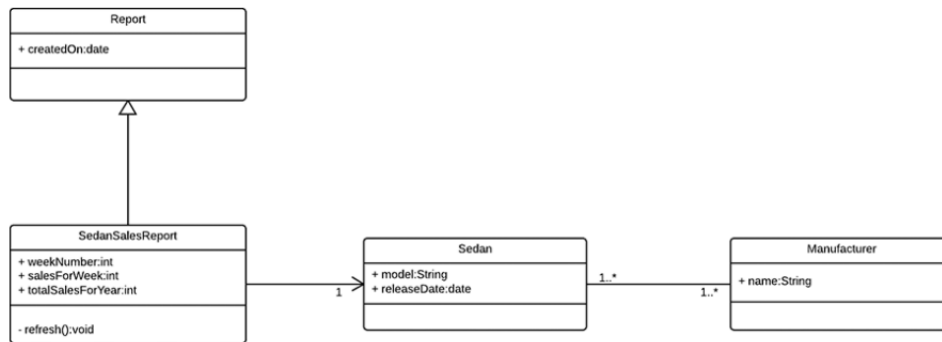 Report
+ createdOn:date
SedanSalesReport
+ weekNumber:int
+ salesForWeek:int
+ totalSalesForYear:int
- refresh():void
1
Sedan
+ model:String
+ releaseDate:date
1..*
1..*
Manufacturer
+ name:String